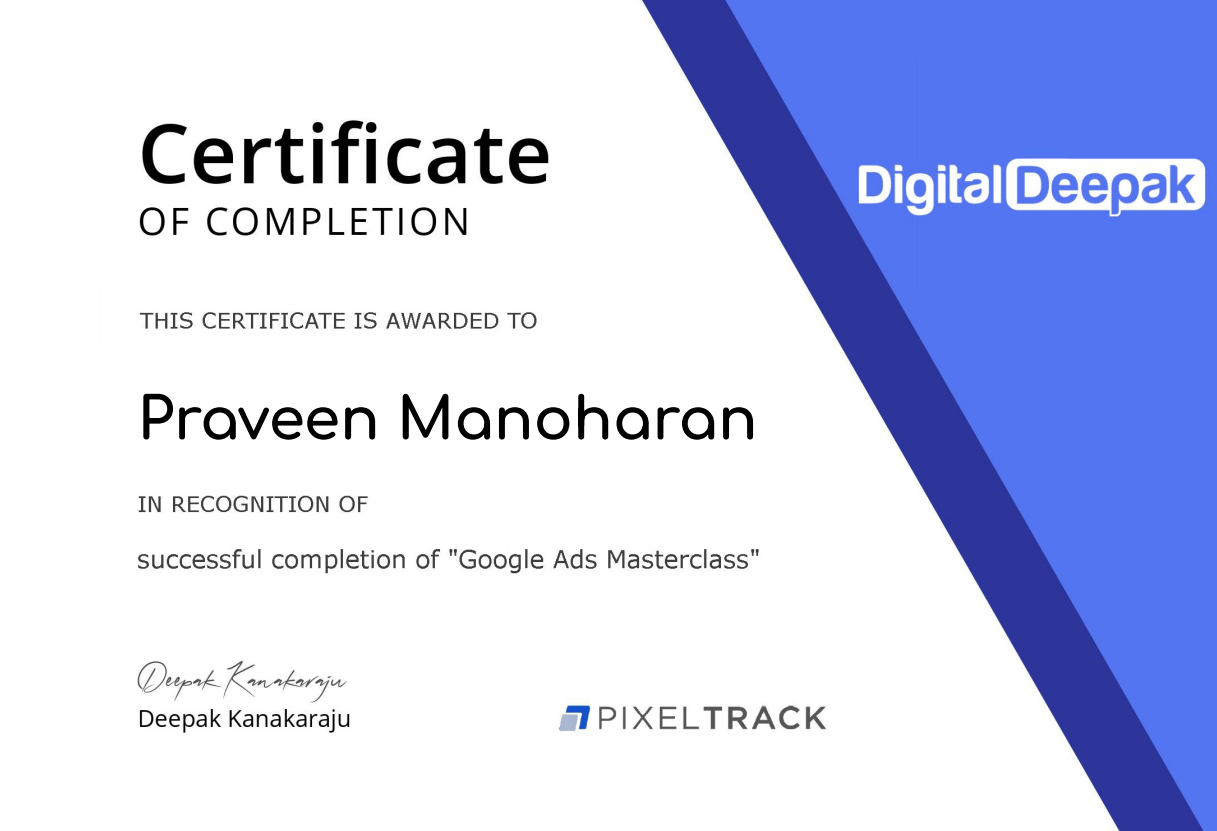 Certificate
OF COMPLETION
DigitalDeepak
THIS CERTIFICATE IS AWARDED TO
Praveen Manoharan
IN RECOGNITION OF
successful completion of "Google Ads Masterclass"
Deepak Kanakaraju
Deepak Kanakaraju
PIXELTRACK